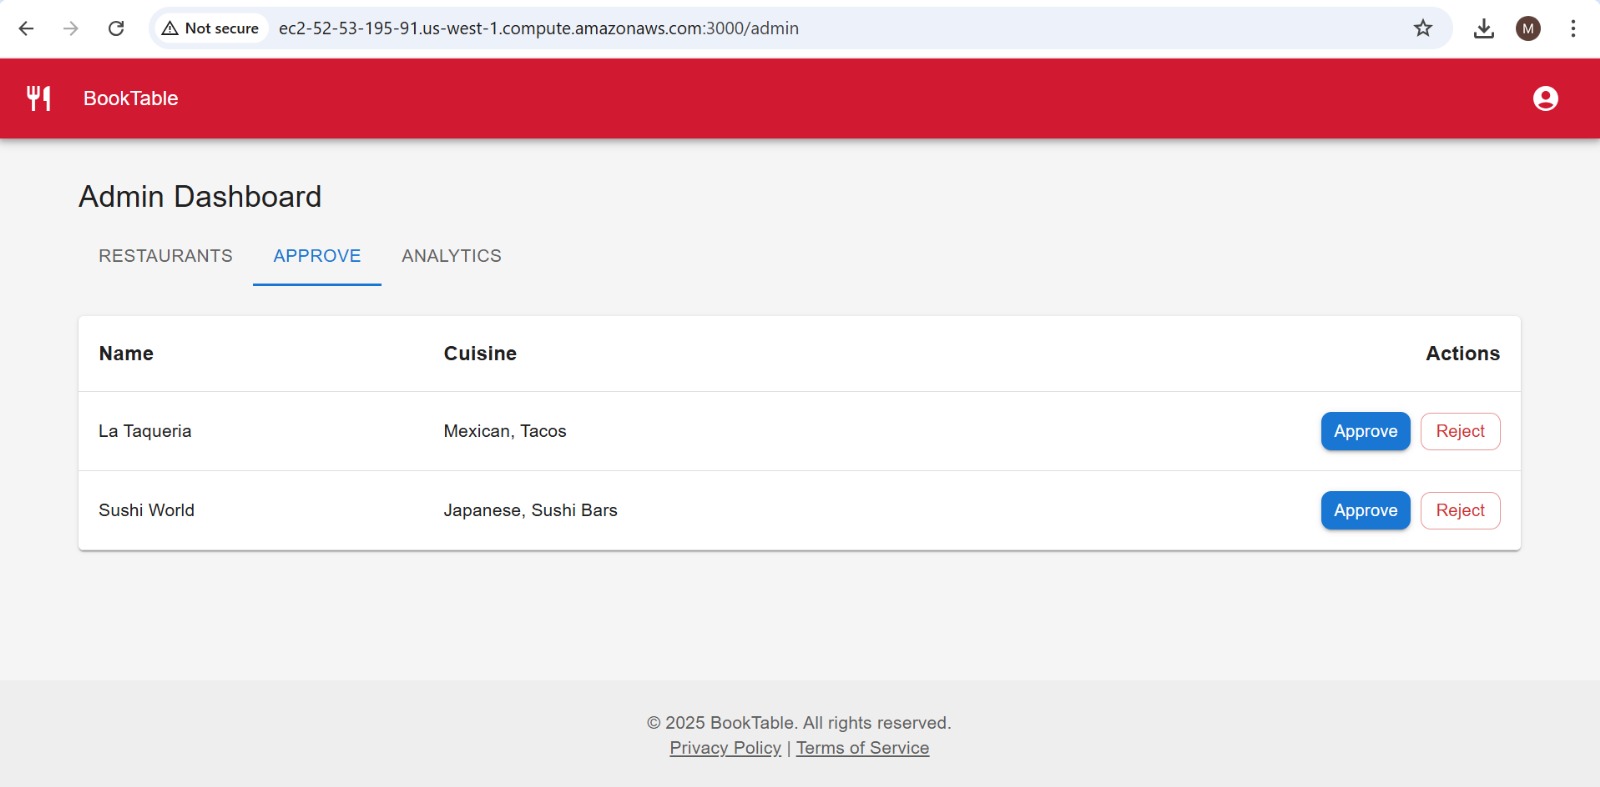 Not secure ec2-52-53-195-91.us-west-1.compute.amazonaws.com:3000/admin M
BookTable
Admin Dashboard
RESTAURANTS APPROVE ANALYTICS
Name Cuisine Actions
La Taqueria Mexican, Tacos Approve Reject
Sushi World Japanese, Sushi Bars Approve Reject
© 2025 BookTable. All rights reserved.
Privacy Policy | Terms of Service